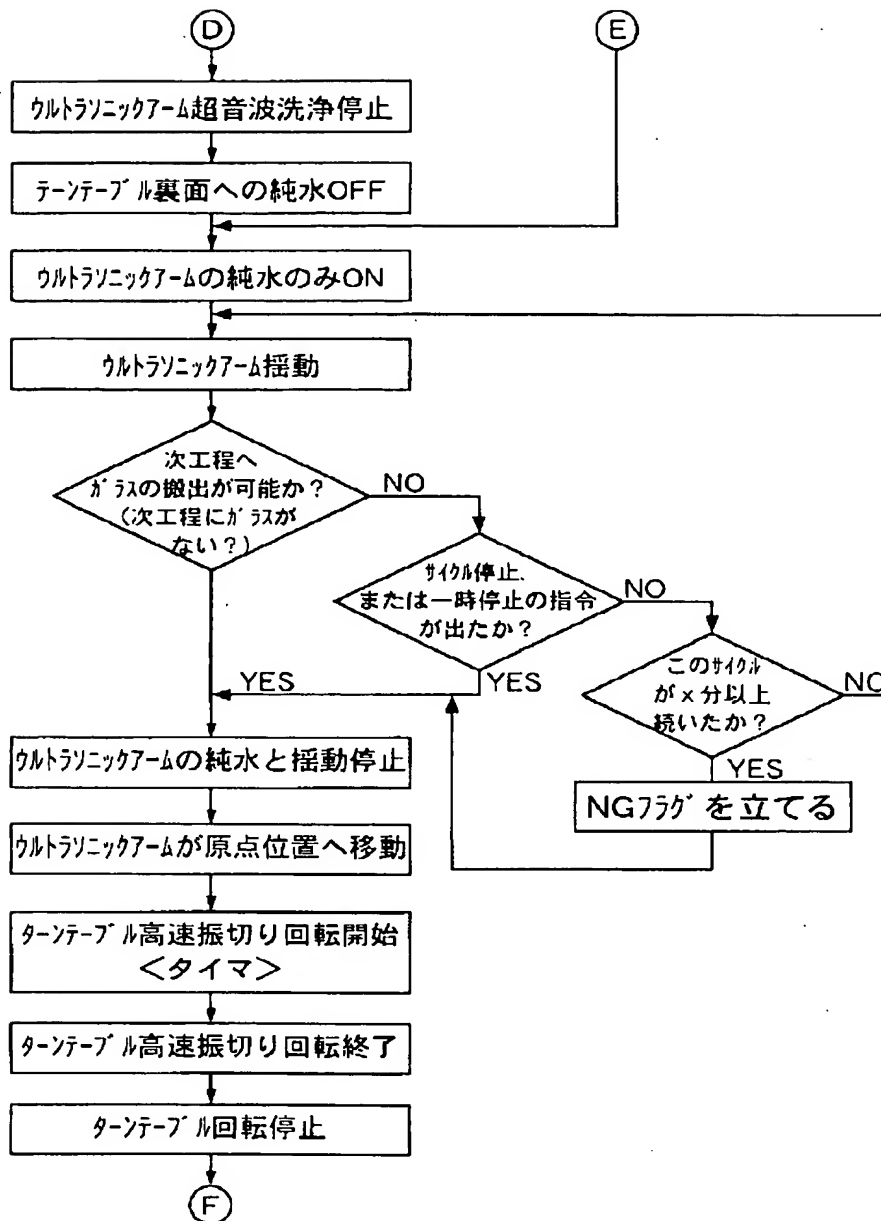 D
E
ｳﾙﾄﾗｿﾆｯｸｱｰﾑ超音波洗浄停止
ﾃｰﾝﾃｰﾌﾞﾙ裏面への純水OFF
ｳﾙﾄﾗｿﾆｯｸｱｰﾑの純水のみON
ｳﾙﾄﾗｿﾆｯｸｱｰﾑ揺動
次工程へ
ｶﾞﾗｽの搬出が可能か?
(次工程にｶﾞﾗｽが
ない?)
NO
ｻｲｸﾙ停止、
または一時停止の指令
が出たか?
NO
このｻｲｸﾙ
がx分以上
続いたか?
NO
YES
YES
YES
NGﾌﾗｸﾞを立てる
ｳﾙﾄﾗｿﾆｯｸｱｰﾑの純水と揺動停止
ｳﾙﾄﾗｿﾆｯｸｱｰﾑが原点位置へ移動
ﾀｰﾝﾃｰﾌﾞﾙ高速振切り回転開始
<タイマ>
ﾀｰﾝﾃｰﾌﾞﾙ高速振切り回転終了
ﾀｰﾝﾃｰﾌﾞﾙ回転停止
F